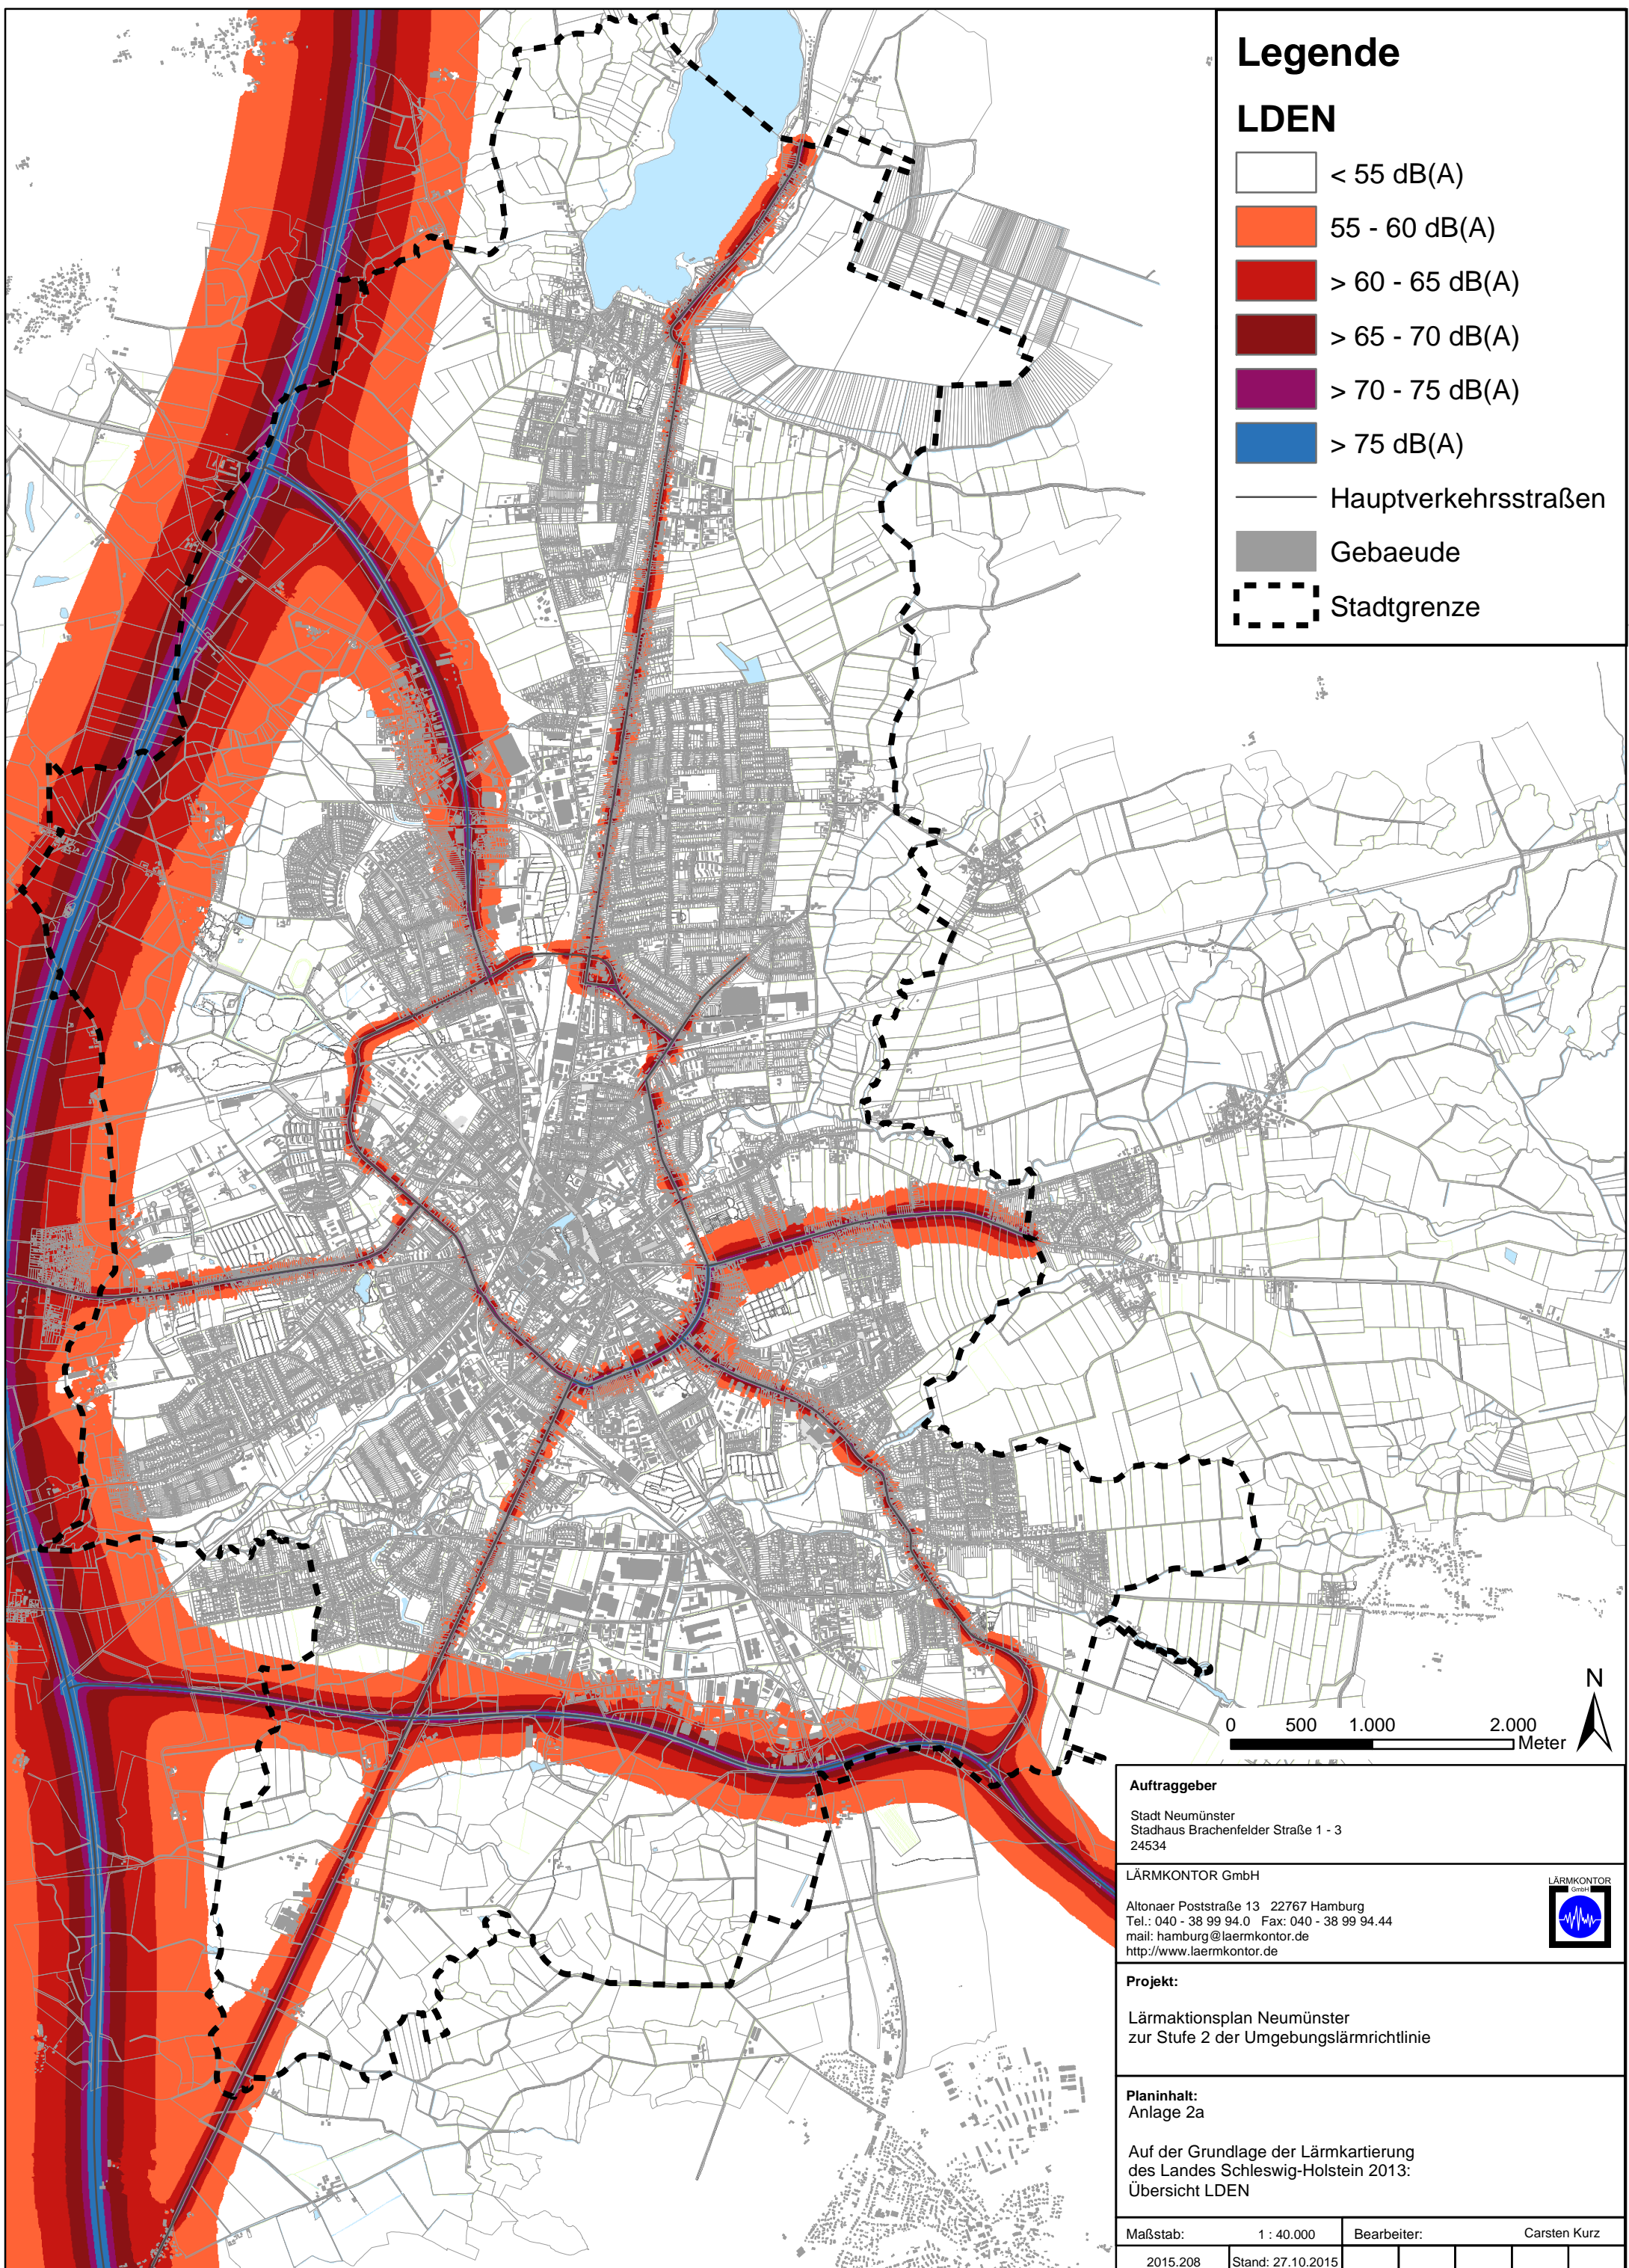 Legende
LDEN
< 55 dB(A)
55 - 60 dB(A)
> 60 - 65 dB(A)
> 65 - 70 dB(A)
> 70 - 75 dB(A)
> 75 dB(A)
Hauptverkehrsstraßen
Gebaeude
Stadtgrenze
N
0 500 1.000 2.000
Meter
Auftraggeber
Stadt Neumünster
Stadhaus Brachenfelder Straße 1 - 3
24534
LÄRMKONTOR GmbH
LÄRMKONTOR
GmbH
Altonaer Poststraße 13 22767 Hamburg
Tel.: 040 - 38 99 94.0 Fax: 040 - 38 99 94.44
mail: hamburg@laermkontor.de
http://www.laermkontor.de
Projekt:
Lärmaktionsplan Neumünster
zur Stufe 2 der Umgebungslärmrichtlinie
Planinhalt:
Anlage 2a
Auf der Grundlage der Lärmkartierung
des Landes Schleswig-Holstein 2013:
Übersicht LDEN
Maßstab: 1 : 40.000 Bearbeiter: Carsten Kurz
2015.208 Stand: 27.10.2015